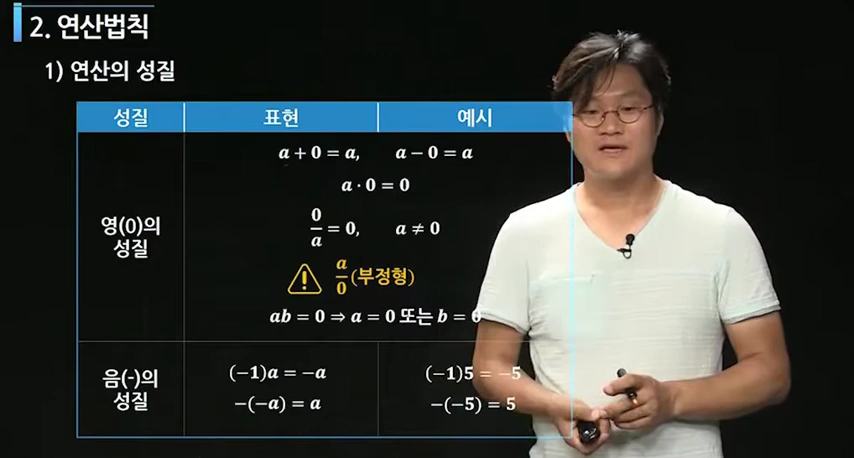 2. 연산법칙
1) 연산의 성질
성질 표현 예시
영(0)의 성질
a + 0 = a, a − 0 = a
a · 0 = 0
0/a = 0, a ≠ 0
a/0 (부정형)
ab = 0 ⇒ a = 0 또는 b = 0
음(-)의 성질
(−1)a = −a (−1)5 = −5
−(−a) = a −(−5) = 5